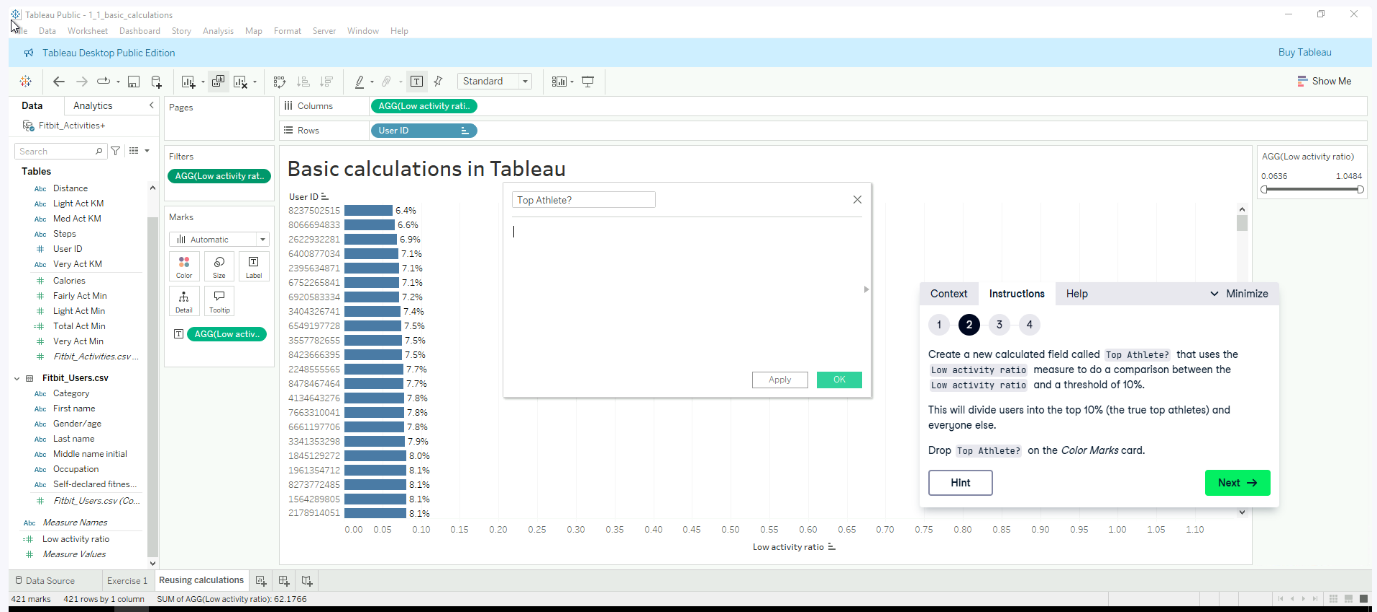 Tableau Public - 1_1_basic_calculations
File Data Worksheet Dashboard Story Analysis Map Format Server Window Help
Tableau Desktop Public Edition
Buy Tableau
Standard
Show Me
Data Analytics
Fitbit_Activities+
Search
Tables
Abc Distance
Abc Light Act KM
Abc Med Act KM
Abc Steps
# User ID
Abc Very Act KM
# Calories
# Fairly Act Min
# Light Act Min
# Total Act Min
# Very Act Min
# Fitbit_Activities.csv ...
Fitbit_Users.csv
Abc Category
Abc First name
Abc Gender/age
Abc Last name
Abc Middle name initial
Abc Occupation
Abc Self-declared fitnes...
# Fitbit_Users.csv (Co...
Abc Measure Names
# Low activity ratio
# Measure Values
Pages
Filters
AGG(Low activity rat..
Marks
Automatic
Color Size Label
Detail Tooltip
AGG(Low activ..
Columns AGG(Low activity rati..
Rows User ID
Basic calculations in Tableau
User ID
8237502515 6.4%
8066694833 6.6%
2622932281 6.9%
6400877034 7.1%
2395634871 7.1%
6752265841 7.1%
6920583334 7.2%
3404326741 7.4%
6549197728 7.5%
3557782655 7.5%
8423666395 7.5%
2248555565 7.7%
8478467464 7.7%
4134643276 7.8%
7663310041 7.8%
6661197706 7.8%
3341353298 7.9%
1845129272 8.0%
1961354712 8.1%
8273772485 8.1%
1564289805 8.1%
2178914051 8.1%
0.00 0.05 0.10 0.15 0.20 0.25 0.30 0.35 0.40 0.45 0.50 0.55 0.60 0.65 0.70 0.75 0.80 0.85 0.90 0.95 1.00 1.05 1.10
Low activity ratio
Top Athlete?
Apply OK
AGG(Low activity ratio)
0.0636 1.0484
Context Instructions Help Minimize
1 2 3 4
Create a new calculated field called Top Athlete? that uses the
Low activity ratio measure to do a comparison between the
Low activity ratio and a threshold of 10%.
This will divide users into the top 10% (the true top athletes) and
everyone else.
Drop Top Athlete? on the Color Marks card.
Hint
Next
Data Source Exercise 1 Reusing calculations
421 marks 421 rows by 1 column SUM of AGG(Low activity ratio): 62.1766